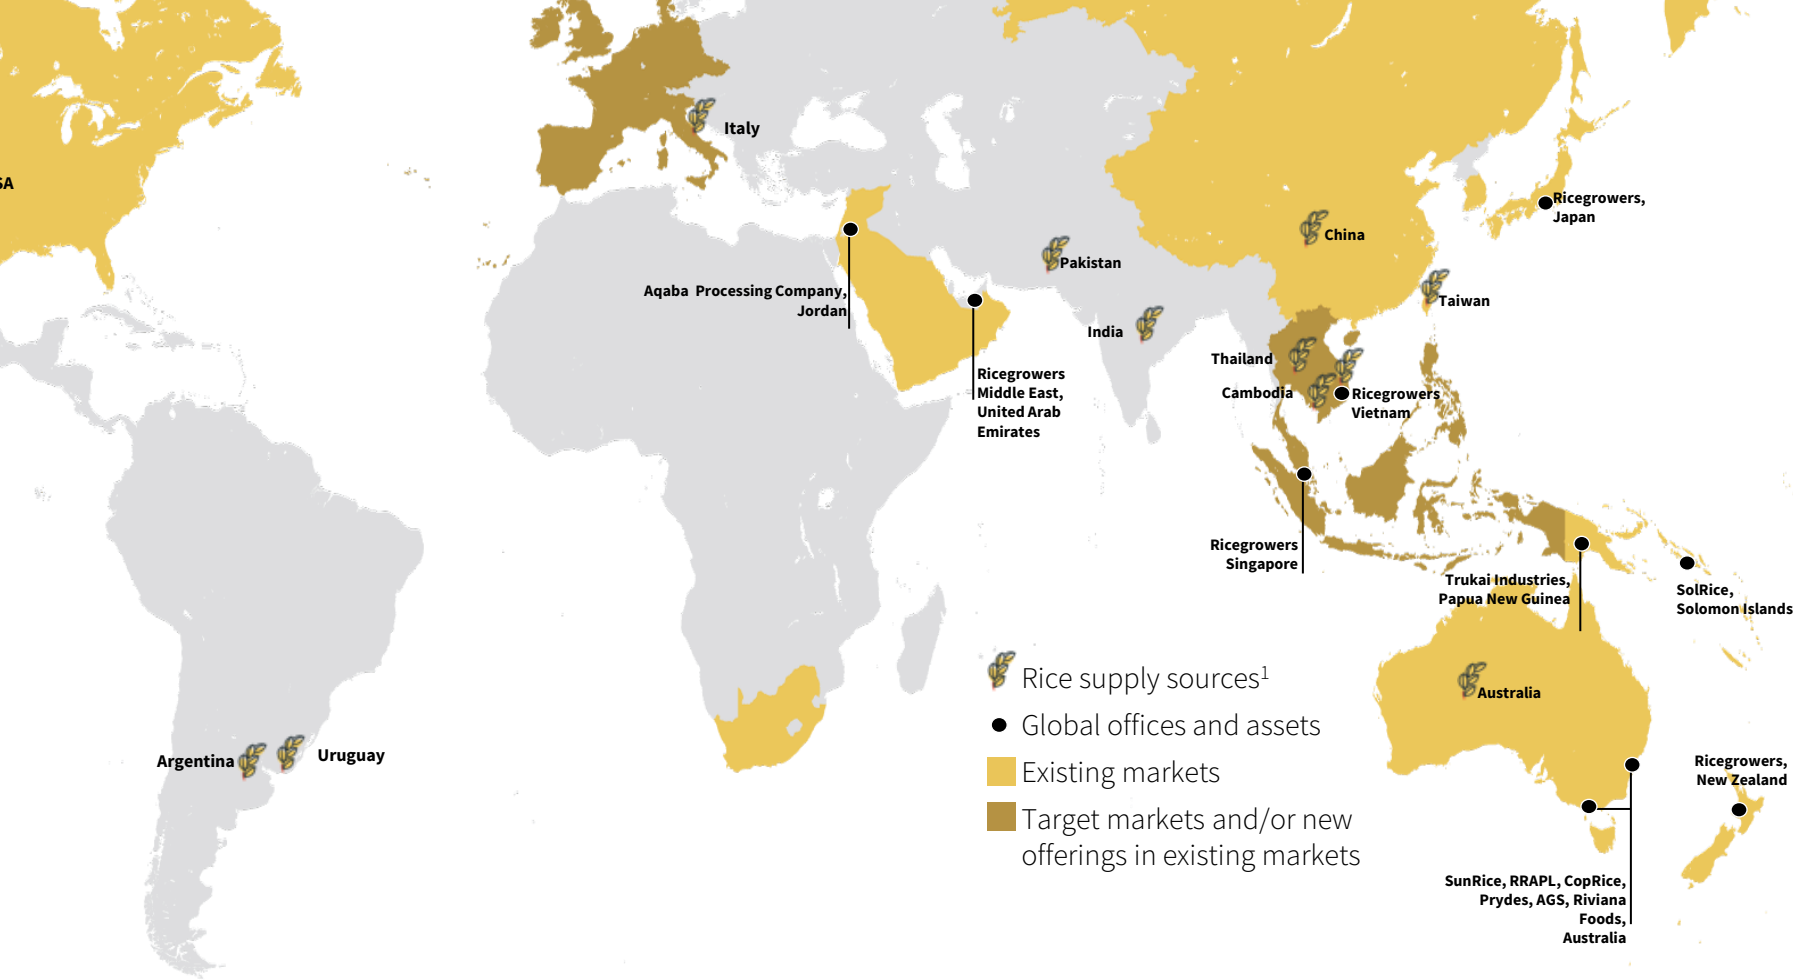 SA
Italy
Ricegrowers,
Japan
China
Pakistan
Aqaba Processing Company,
Jordan
Taiwan
India
Thailand
Ricegrowers
Middle East,
United Arab
Emirates
Cambodia
Ricegrowers
Vietnam
Ricegrowers
Singapore
Trukai Industries,
Papua New Guinea
SolRice,
Solomon Islands
Rice supply sources1
Australia
Global offices and assets
Argentina
Uruguay
Existing markets
Ricegrowers,
New Zealand
Target markets and/or new
offerings in existing markets
SunRice, RRAPL, CopRice,
Prydes, AGS, Riviana
Foods,
Australia